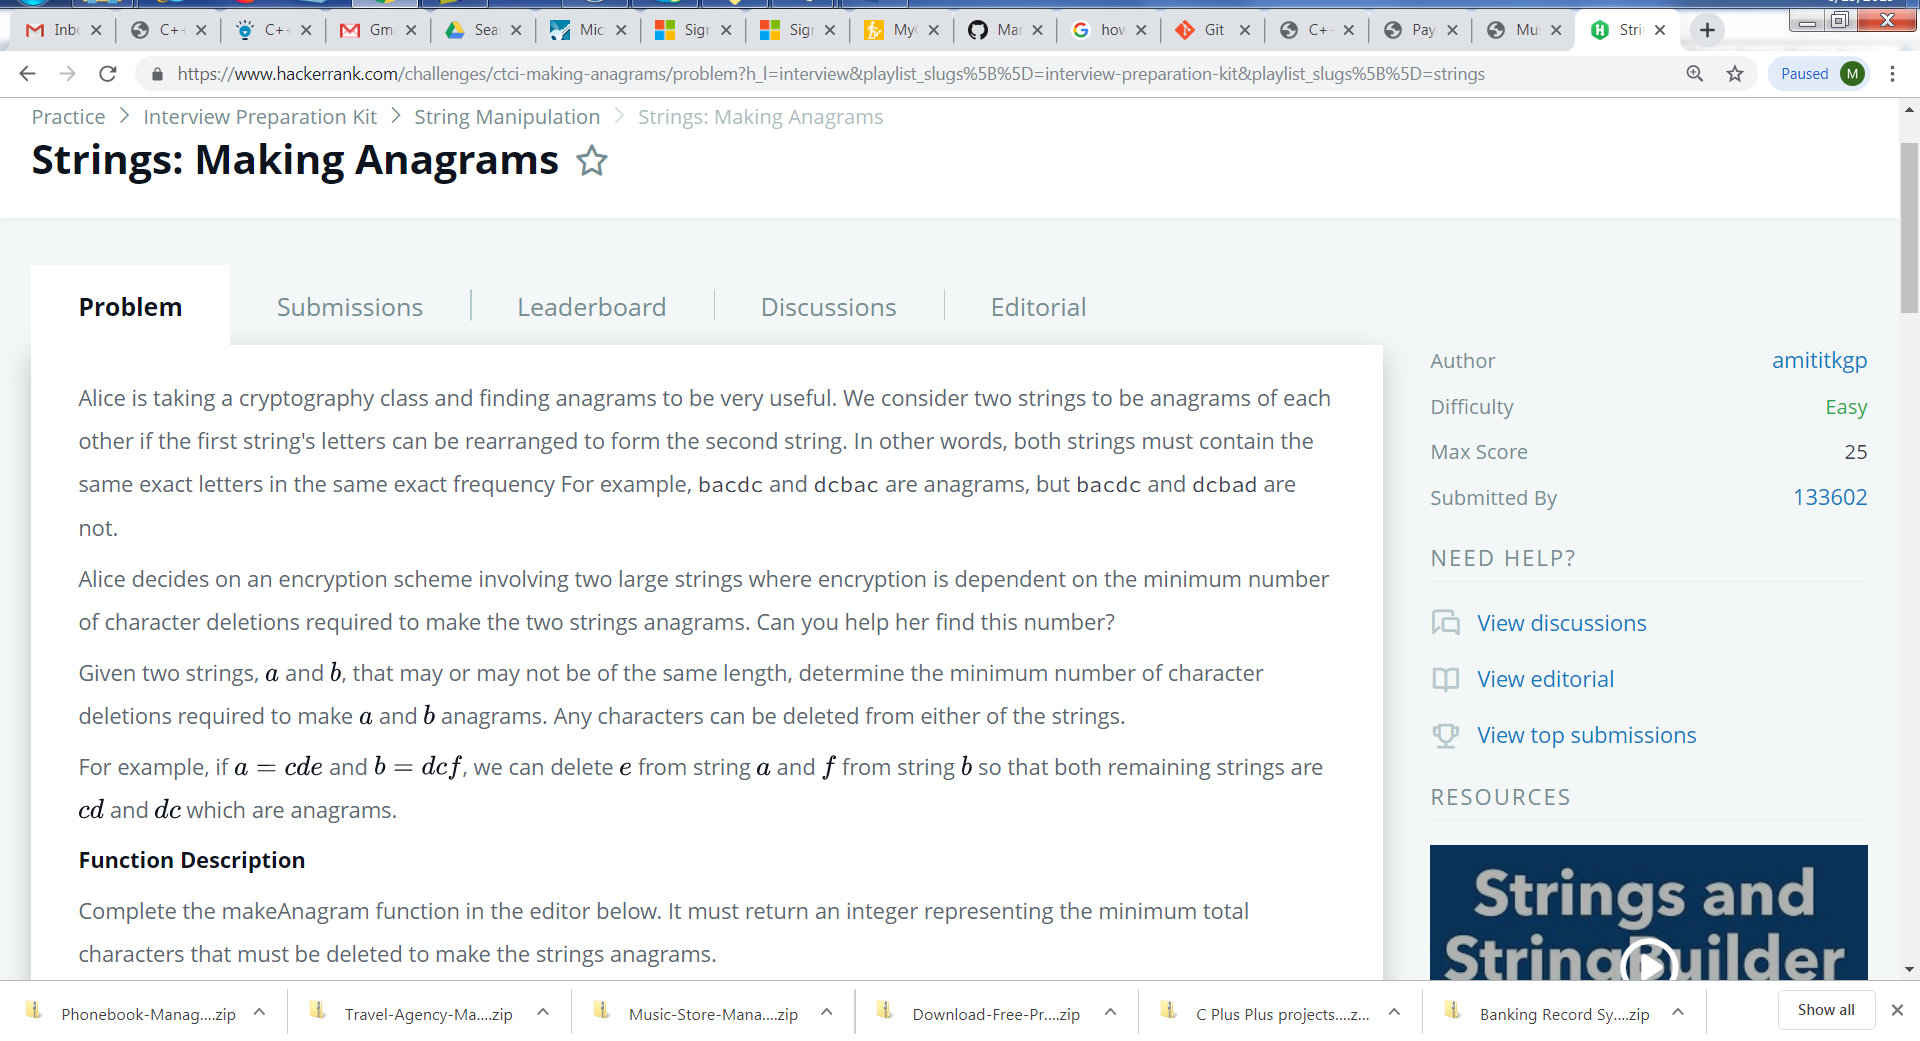 Inbc
C+
C+
Gm
Sea
Mic
Sigr
Sigr
My
Mar
how
Git
C+
Pay
Mu
Stri
https://www.hackerrank.com/challenges/ctci-making-anagrams/problem?h_l=interview&playlist_slugs%5B%5D=interview-preparation-kit&playlist_slugs%5B%5D=strings
Paused M
Practice Interview Preparation Kit String Manipulation Strings: Making Anagrams
Strings: Making Anagrams
Problem Submissions Leaderboard Discussions Editorial
Alice is taking a cryptography class and finding anagrams to be very useful. We consider two strings to be anagrams of each
other if the first string's letters can be rearranged to form the second string. In other words, both strings must contain the
same exact letters in the same exact frequency For example, bacdc and dcbac are anagrams, but bacdc and dcbad are
not.
Alice decides on an encryption scheme involving two large strings where encryption is dependent on the minimum number
of character deletions required to make the two strings anagrams. Can you help her find this number?
Given two strings, a and b, that may or may not be of the same length, determine the minimum number of character
deletions required to make a and b anagrams. Any characters can be deleted from either of the strings.
For example, if a = cde and b = dcf, we can delete e from string a and f from string b so that both remaining strings are
cd and dc which are anagrams.
Function Description
Complete the makeAnagram function in the editor below. It must return an integer representing the minimum total
characters that must be deleted to make the strings anagrams.
Author amititkgp
Difficulty Easy
Max Score 25
Submitted By 133602
NEED HELP?
View discussions
View editorial
View top submissions
RESOURCES
Strings and
StringBuilder
Phonebook-Manag....zip
Travel-Agency-Ma....zip
Music-Store-Mana....zip
Download-Free-Pr....zip
C Plus Plus projects....z...
Banking Record Sy....zip
Show all